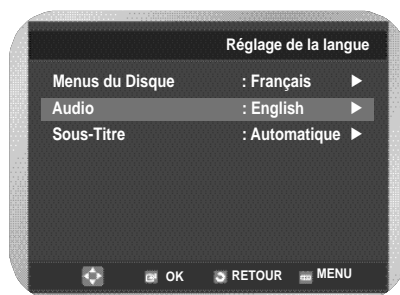 Réglage de la langue
Menus du Disque : Français ►
Audio : English ►
Sous-Titre : Automatique ►
OK RETOUR MENU